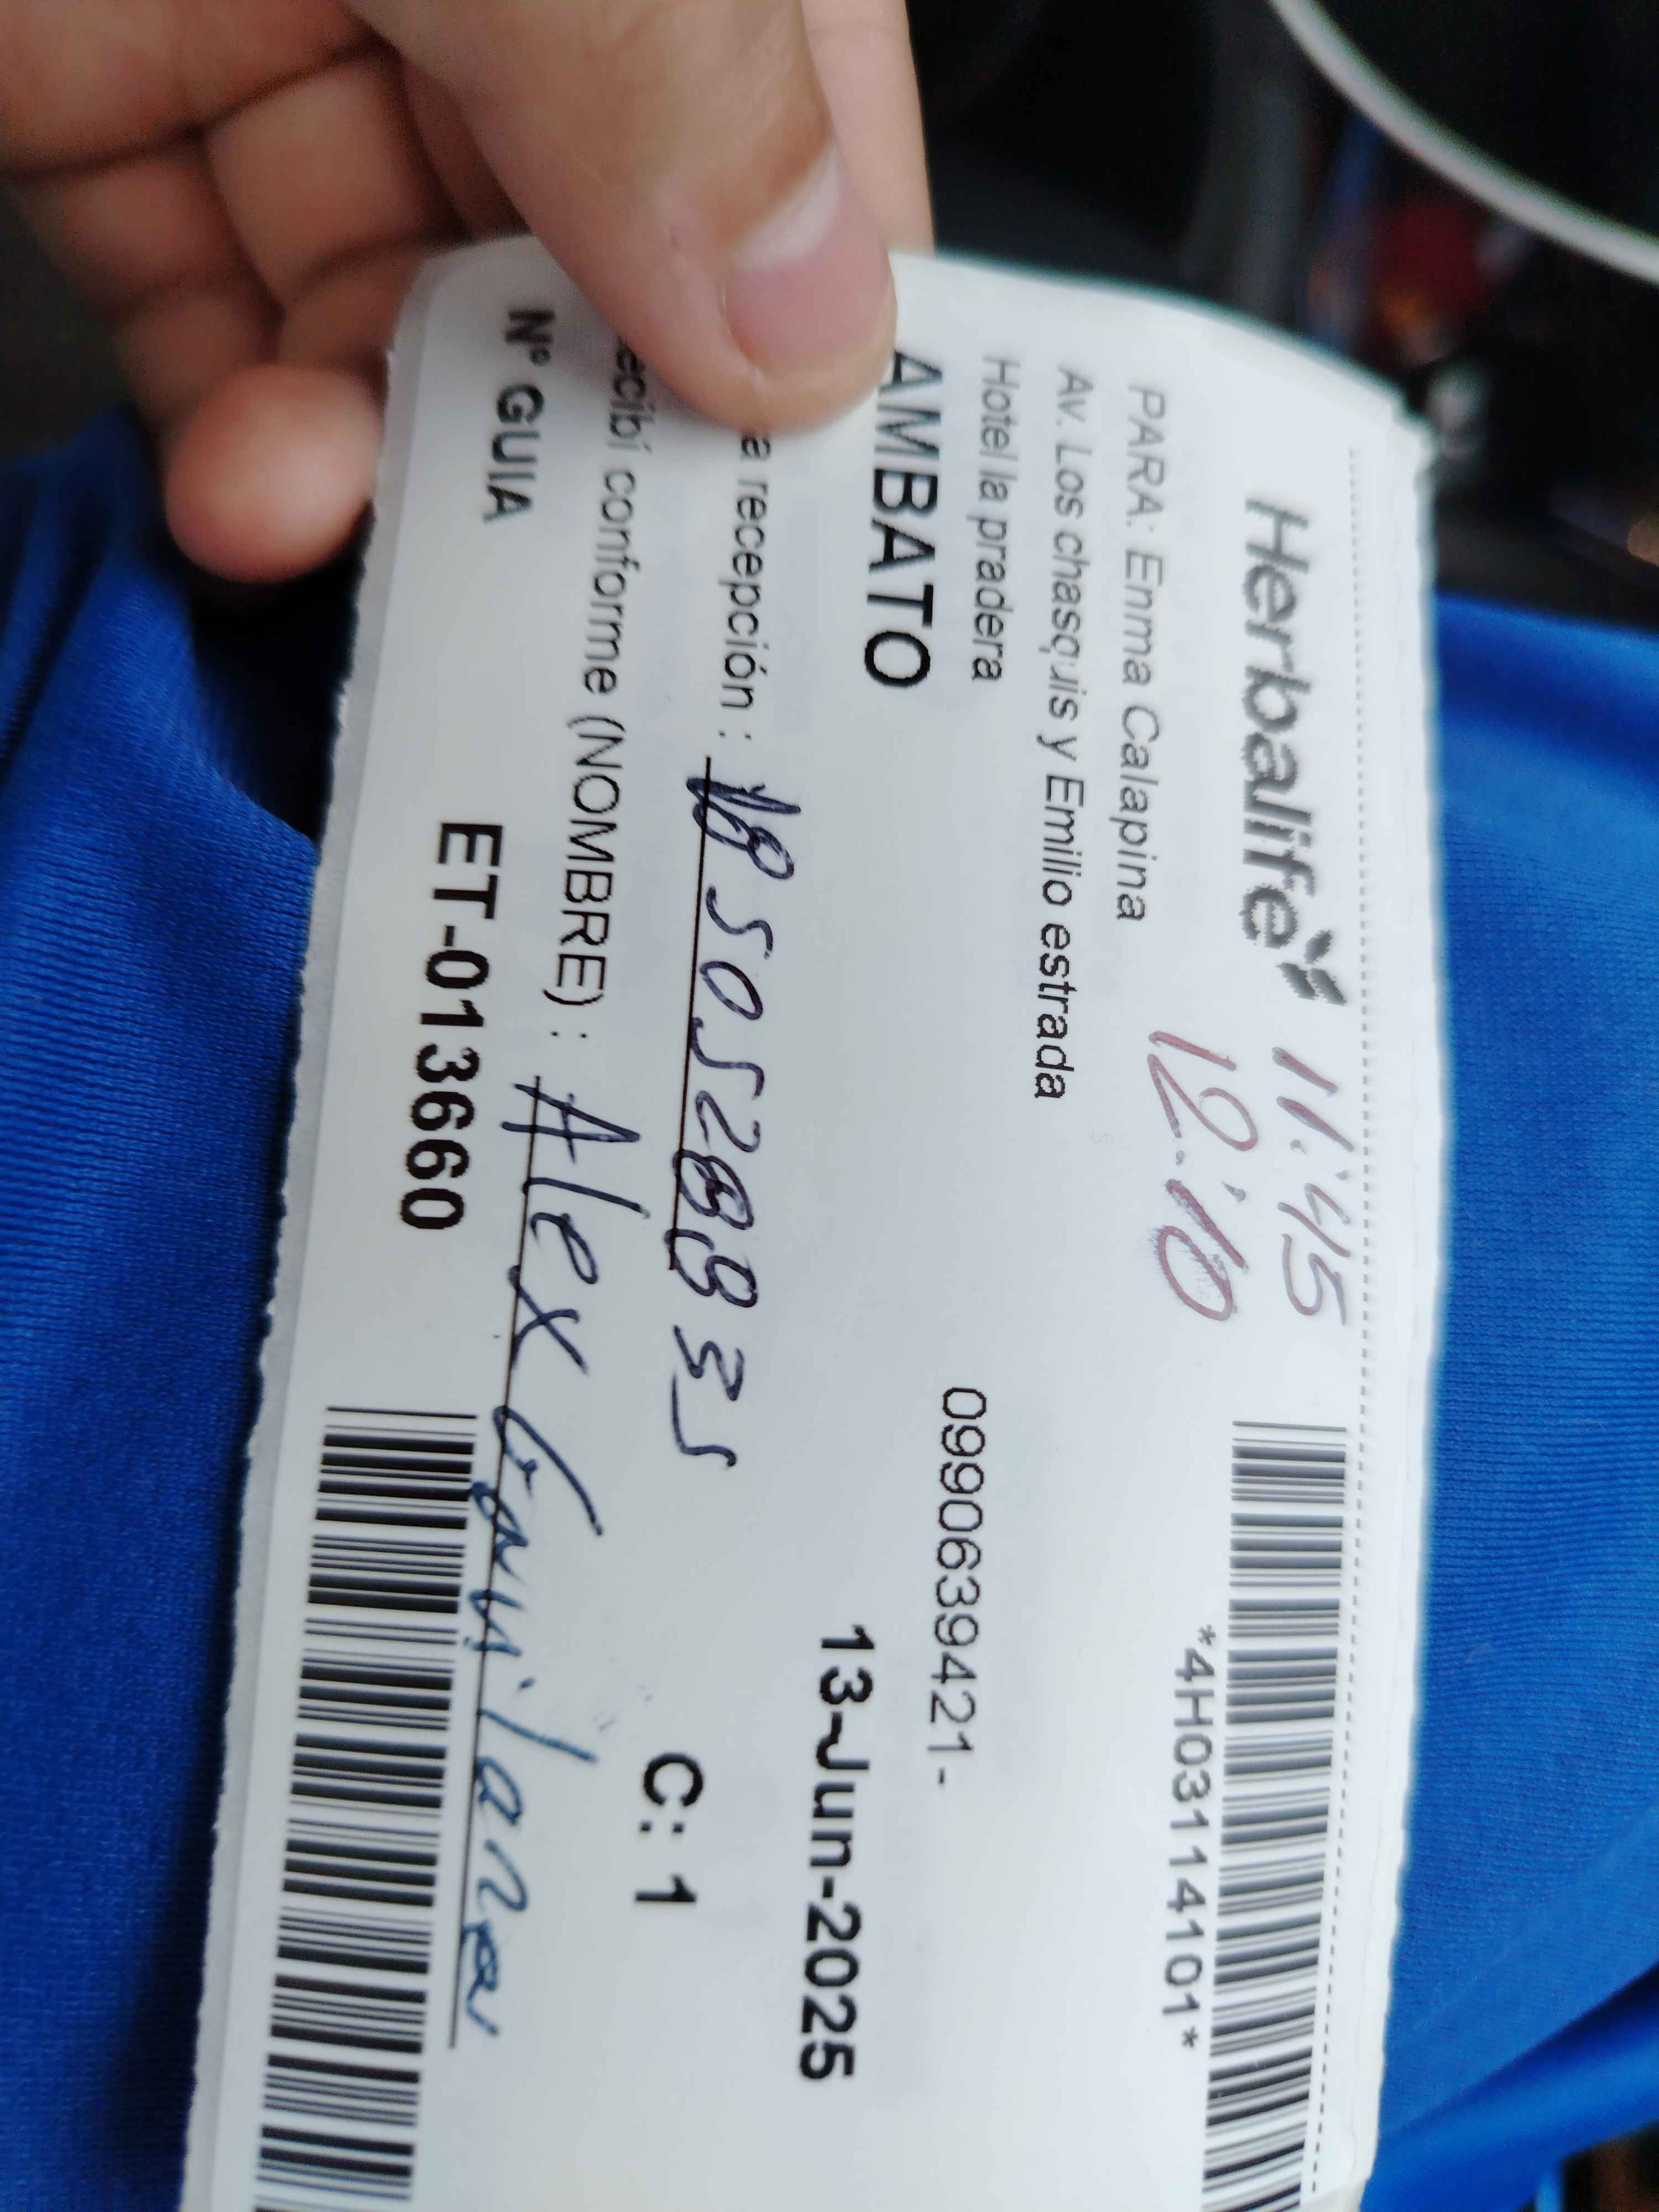 Herbalife 11:45
*4H03114101*
PARA: Enma Calapina 12:10
Av. Los chasquis y Emilio estrada
Hotel la pradera
0990639421-
AMBATO
13-Jun-2025
a recepción :
ecibí conforme (NOMBRE) : Alex
C: 1
N° GUIA ET-013660